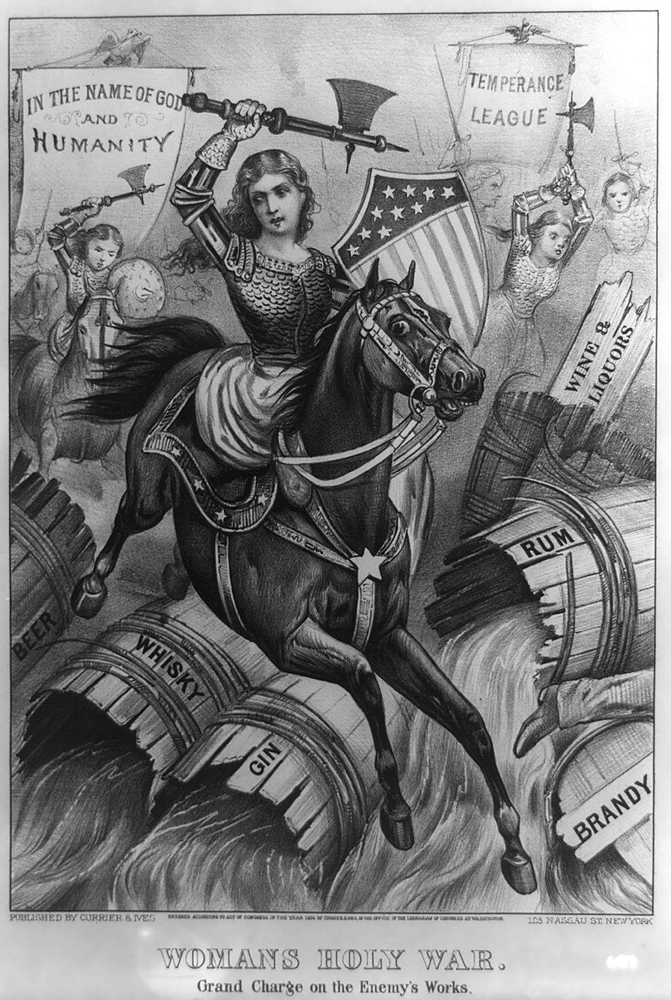 IN THE NAME OF GOD
AND
HUMANITY
TEMPERANCE
LEAGUE
WINE &
LIQUORS
RUM
BEER
WHISKY
GIN
BRANDY
PUBLISHED BY CURRIER & IVES
ENTERED ACCORDING TO ACT OF CONGRESS IN THE YEAR 1874 BY CURRIER & IVES, IN THE OFFICE OF THE LIBRARIAN OF CONGRESS AT WASHINGTON.
125 NASSAU ST. NEW YORK
WOMANS HOLY WAR.
Grand Charge on the Enemy's Works.